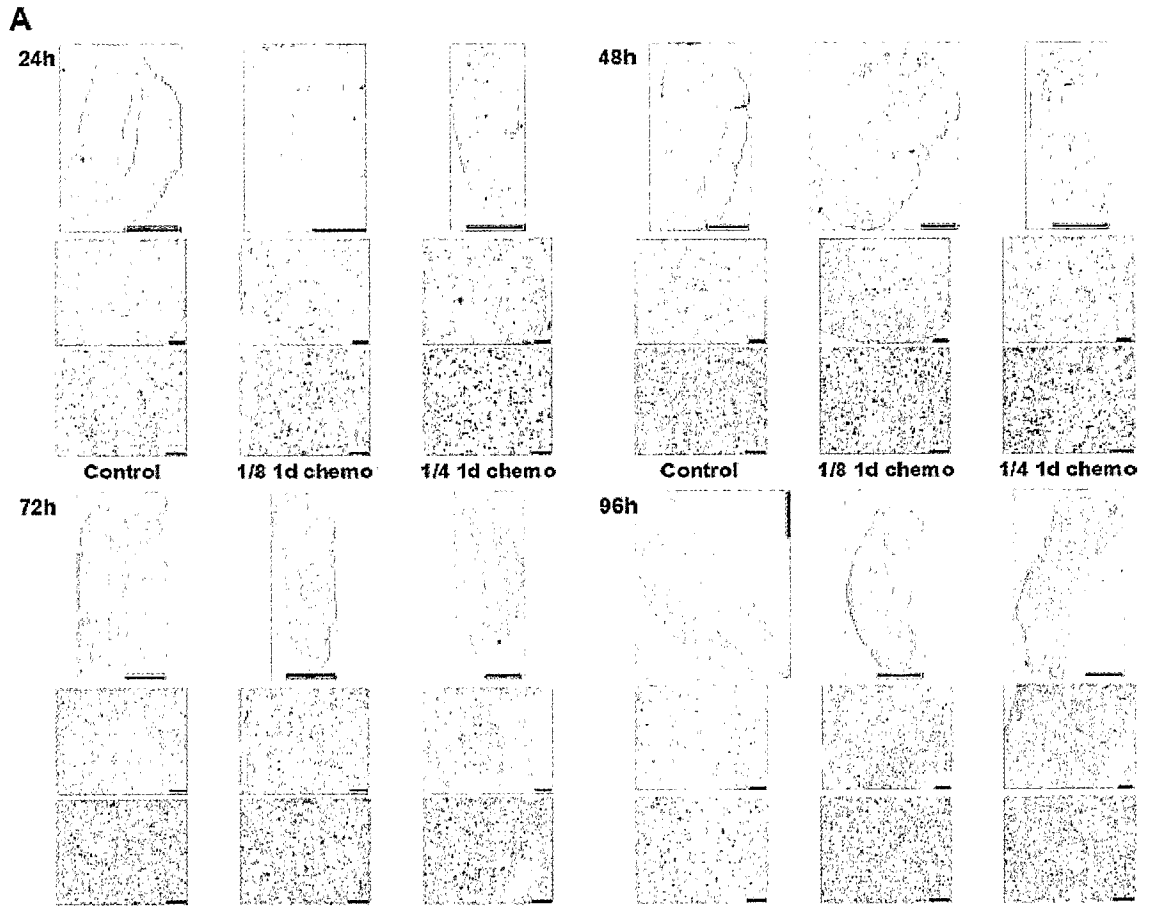 A
24h
48h
Control 1/8 1d chemo 1/4 1d chemo Control 1/8 1d chemo 1/4 1d chemo
72h
96h